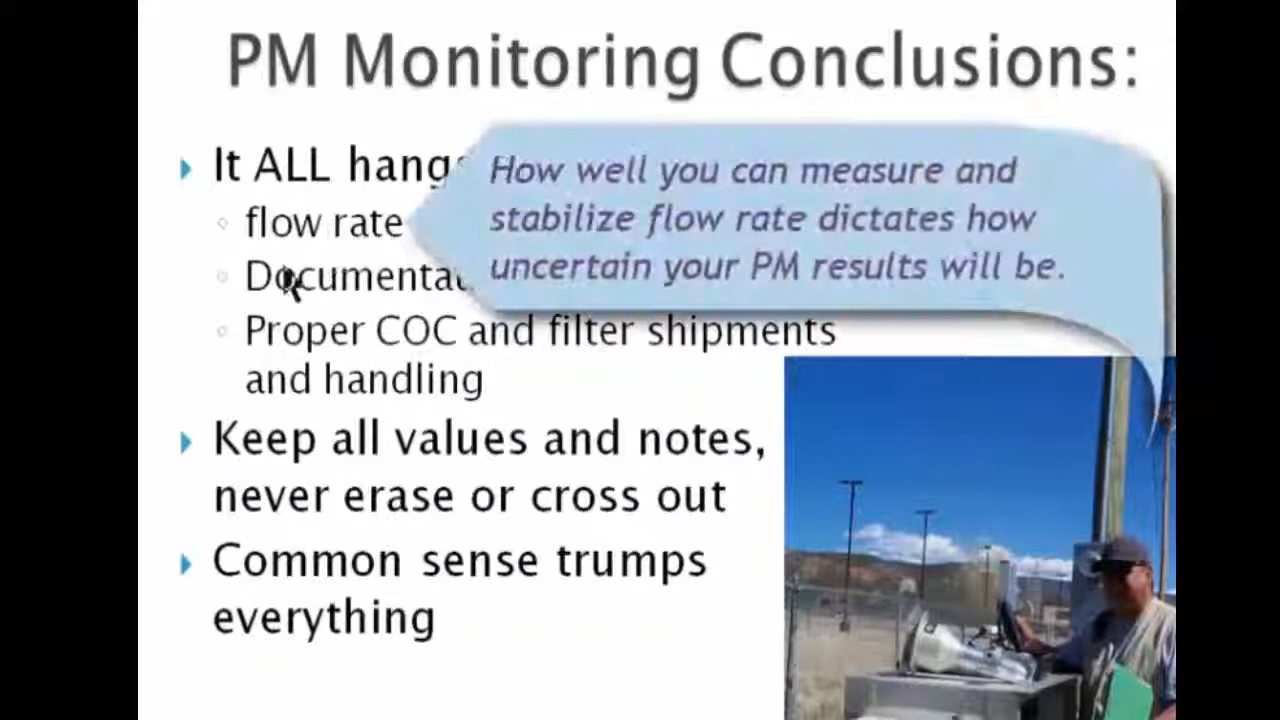 PM Monitoring Conclusions:
It ALL hangs
flow rate
How well you can measure and
stabilize flow rate dictates how
uncertain your PM results will be.
Proper COC and filter shipments
and handling
Keep all values and notes,
never erase or cross out
Common sense trumps
everything